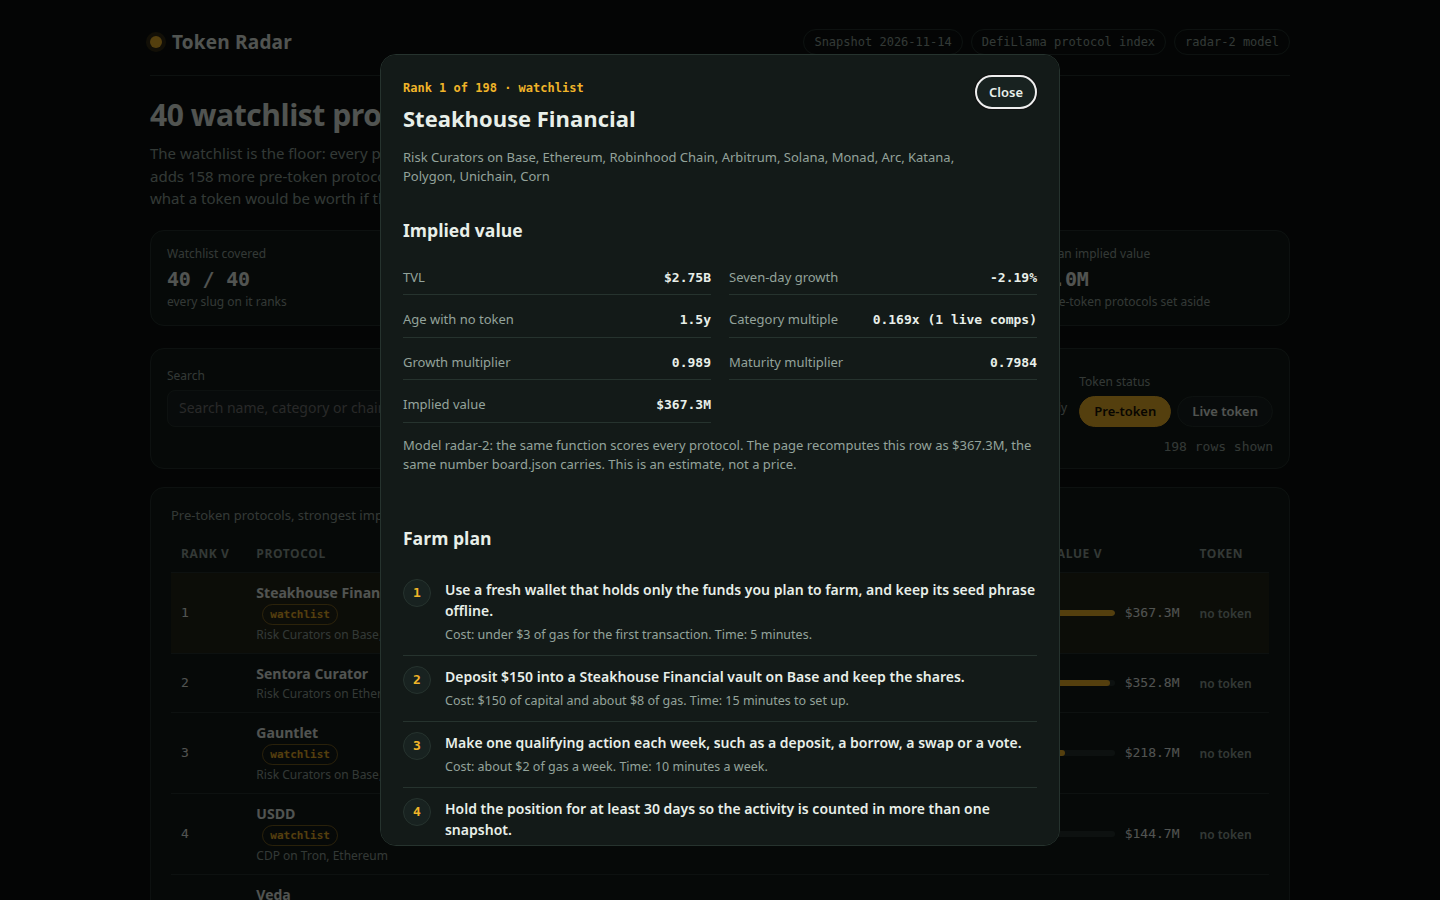 Token Radar
Snapshot 2026-11-14
DefiLlama protocol index
radar-2 model
40 watchlist pro
The watchlist is the floor: every p
adds 158 more pre-token protoc
what a token would be worth if t
Watchlist covered
40 / 40
every slug on it ranks
an implied value
.0M
e-token protocols set aside
Search
Search name, category or chai
Token status
y
Pre-token
Live token
198 rows shown
Pre-token protocols, strongest imp
RANK V
PROTOCOL
ALUE V
TOKEN
1
Steakhouse Finan
watchlist
Risk Curators on Base
$367.3M
no token
2
Sentora Curator
Risk Curators on Ether
$352.8M
no token
3
Gauntlet
watchlist
Risk Curators on Base,
$218.7M
no token
4
USDD
watchlist
CDP on Tron, Ethereum
$144.7M
no token
Veda
Rank 1 of 198 · watchlist
Close
Steakhouse Financial
Risk Curators on Base, Ethereum, Robinhood Chain, Arbitrum, Solana, Monad, Arc, Katana,
Polygon, Unichain, Corn
Implied value
TVL $2.75B
Seven-day growth -2.19%
Age with no token 1.5y
Category multiple 0.169x (1 live comps)
Growth multiplier 0.989
Maturity multiplier 0.7984
Implied value $367.3M
Model radar-2: the same function scores every protocol. The page recomputes this row as $367.3M, the
same number board.json carries. This is an estimate, not a price.
Farm plan
1
Use a fresh wallet that holds only the funds you plan to farm, and keep its seed phrase
offline.
Cost: under $3 of gas for the first transaction. Time: 5 minutes.
2
Deposit $150 into a Steakhouse Financial vault on Base and keep the shares.
Cost: $150 of capital and about $8 of gas. Time: 15 minutes to set up.
3
Make one qualifying action each week, such as a deposit, a borrow, a swap or a vote.
Cost: about $2 of gas a week. Time: 10 minutes a week.
4
Hold the position for at least 30 days so the activity is counted in more than one
snapshot.